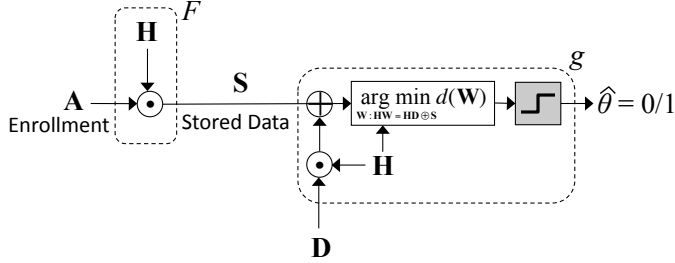 F
H
g
A
S
Enrollment
Stored Data
arg min d(W)
W : HW = HD ⊕ S
θ̂ = 0/1
H
D